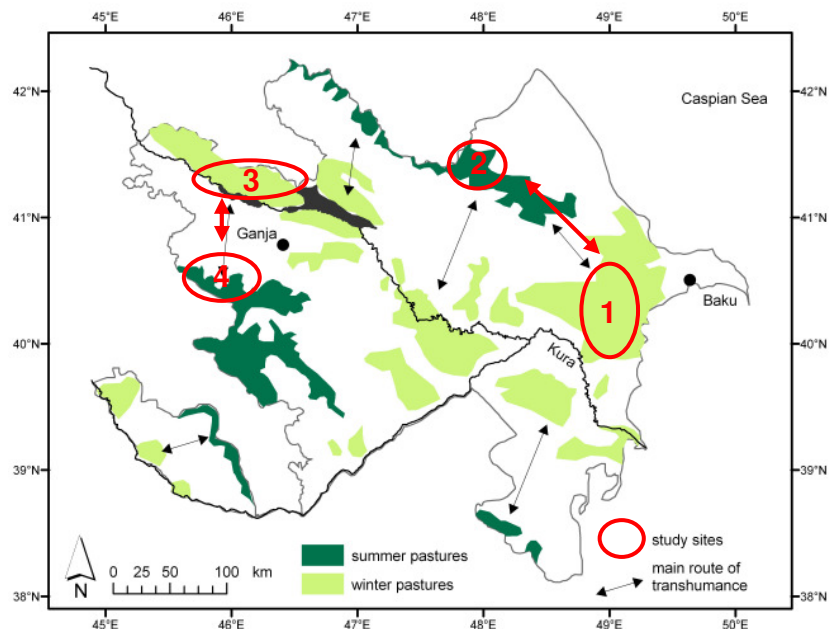 45°E 46°E 47°E 48°E 49°E 50°E
42°N 42°N
Caspian Sea
2
3
41°N 41°N
Ganja
4
1
Baku
40°N 40°N
Kura
39°N 39°N
study sites
0 25 50 100 km
summer pastures
main route of
transhumance
N
winter pastures
38°N 38°N
45°E 46°E 47°E 48°E 49°E 50°E